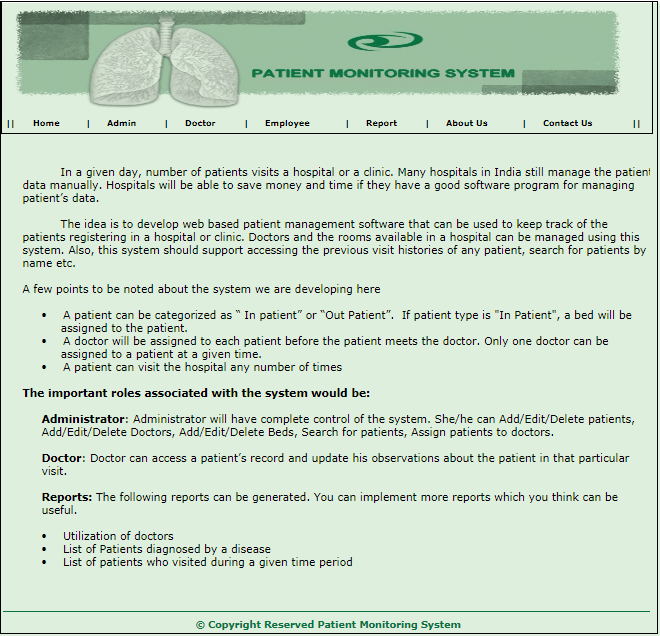 PATIENT MONITORING SYSTEM
|| Home | Admin | Doctor | Employee | Report | About Us | Contact Us ||
In a given day, number of patients visits a hospital or a clinic. Many hospitals in India still manage the patient
data manually. Hospitals will be able to save money and time if they have a good software program for managing
patient’s data.
The idea is to develop web based patient management software that can be used to keep track of the
patients registering in a hospital or clinic. Doctors and the rooms available in a hospital can be managed using this
system. Also, this system should support accessing the previous visit histories of any patient, search for patients by
name etc.
A few points to be noted about the system we are developing here
• A patient can be categorized as “ In patient” or “Out Patient”. If patient type is "In Patient", a bed will be
assigned to the patient.
• A doctor will be assigned to each patient before the patient meets the doctor. Only one doctor can be
assigned to a patient at a given time.
• A patient can visit the hospital any number of times
The important roles associated with the system would be:
Administrator: Administrator will have complete control of the system. She/he can Add/Edit/Delete patients,
Add/Edit/Delete Doctors, Add/Edit/Delete Beds, Search for patients, Assign patients to doctors.
Doctor: Doctor can access a patient’s record and update his observations about the patient in that particular
visit.
Reports: The following reports can be generated. You can implement more reports which you think can be
useful.
• Utilization of doctors
• List of Patients diagnosed by a disease
• List of patients who visited during a given time period
© Copyright Reserved Patient Monitoring System